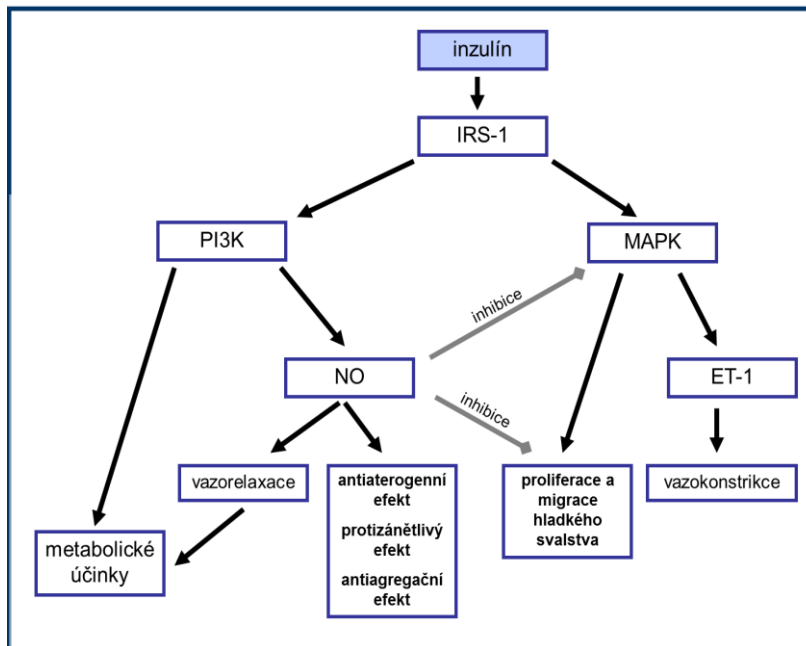 inzulín
IRS-1
PI3K
MAPK
inhibice
NO
ET-1
inhibice
vazorelaxace
antiaterogenní
efekt
protizánětlivý
efekt
antiagregační
efekt
proliferace a
migrace
hladkého
svalstva
vazokonstrikce
metabolické
účinky